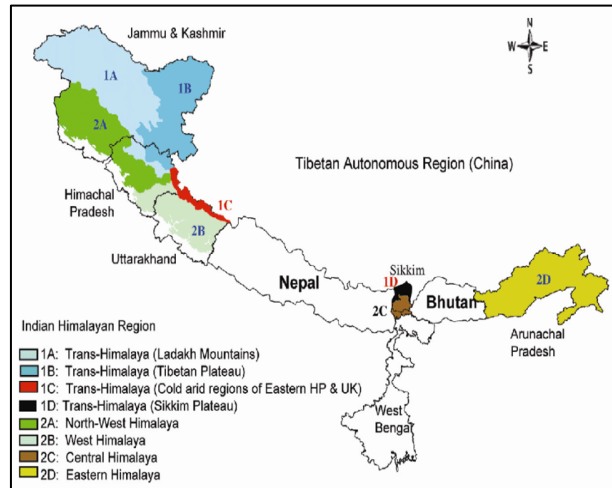 Jammu & Kashmir
N
W E
S
1A
1B
2A
Tibetan Autonomous Region (China)
Himachal
Pradesh
1C
2B
Uttarakhand
Nepal
Sikkim
1D
2C
Bhutan
2D
Arunachal
Pradesh
West
Bengal
Indian Himalayan Region
1A: Trans-Himalaya (Ladakh Mountains)
1B: Trans-Himalaya (Tibetan Plateau)
1C: Trans-Himalaya (Cold arid regions of Eastern HP & UK)
1D: Trans-Himalaya (Sikkim Plateau)
2A: North-West Himalaya
2B: West Himalaya
2C: Central Himalaya
2D: Eastern Himalaya